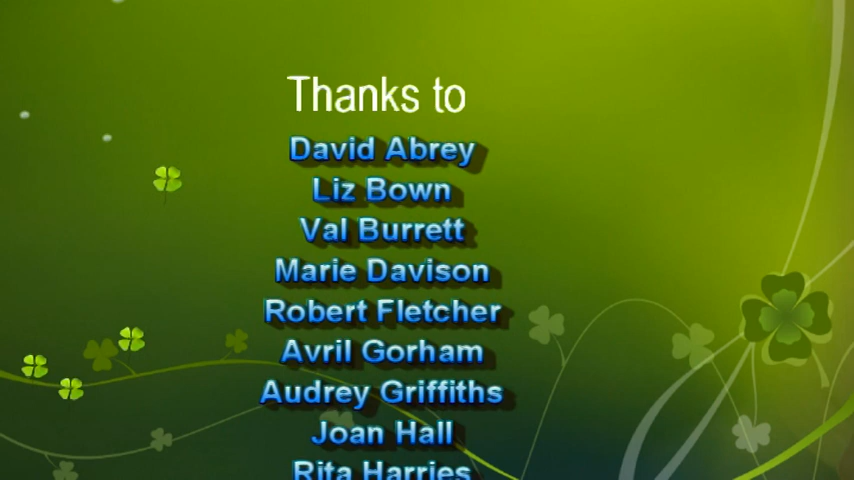 Thanks to
David Abrey
Liz Bown
Val Burrett
Marie Davison
Robert Fletcher
Avril Gorham
Audrey Griffiths
Joan Hall
Rita Harries